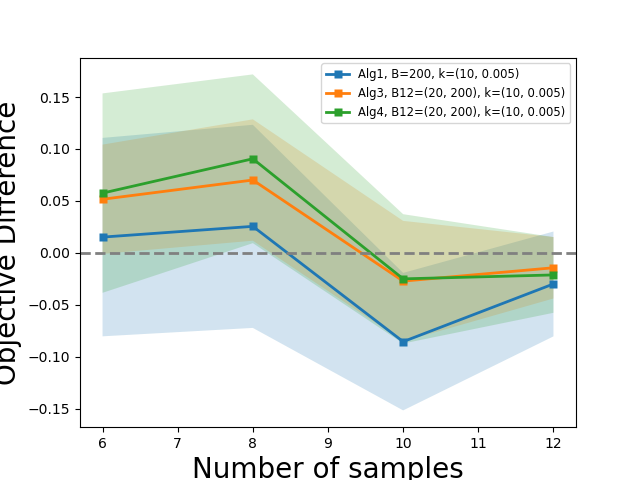 Alg1, B=200, k=(10, 0.005)
Alg3, B12=(20, 200), k=(10, 0.005)
Alg4, B12=(20, 200), k=(10, 0.005)
Objective Difference
0.15
0.10
0.05
0.00
−0.05
−0.10
−0.15
6 7 8 9 10 11 12
Number of samples